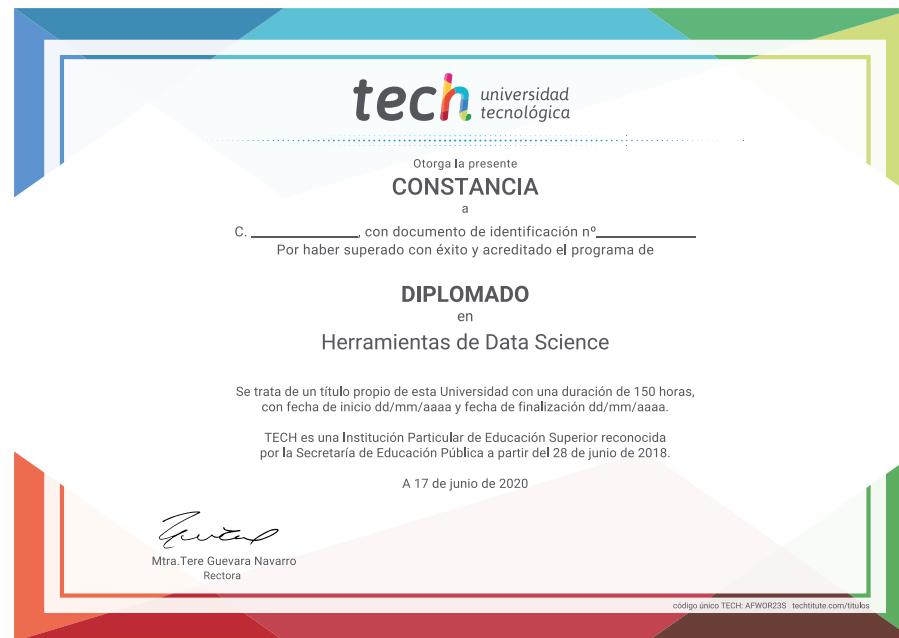 tech universidad
tecnológica
Otorga la presente
CONSTANCIA
a
C. ____________, con documento de identificación nº____________
Por haber superado con éxito y acreditado el programa de
DIPLOMADO
en
Herramientas de Data Science
Se trata de un título propio de esta Universidad con una duración de 150 horas,
con fecha de inicio dd/mm/aaaa y fecha de finalización dd/mm/aaaa.
TECH es una Institución Particular de Educación Superior reconocida
por la Secretaría de Educación Pública a partir del 28 de junio de 2018.
A 17 de junio de 2020
Mtra.Tere Guevara Navarro
Rectora
código único TECH: AFWOR23S techtitute.com/titulos